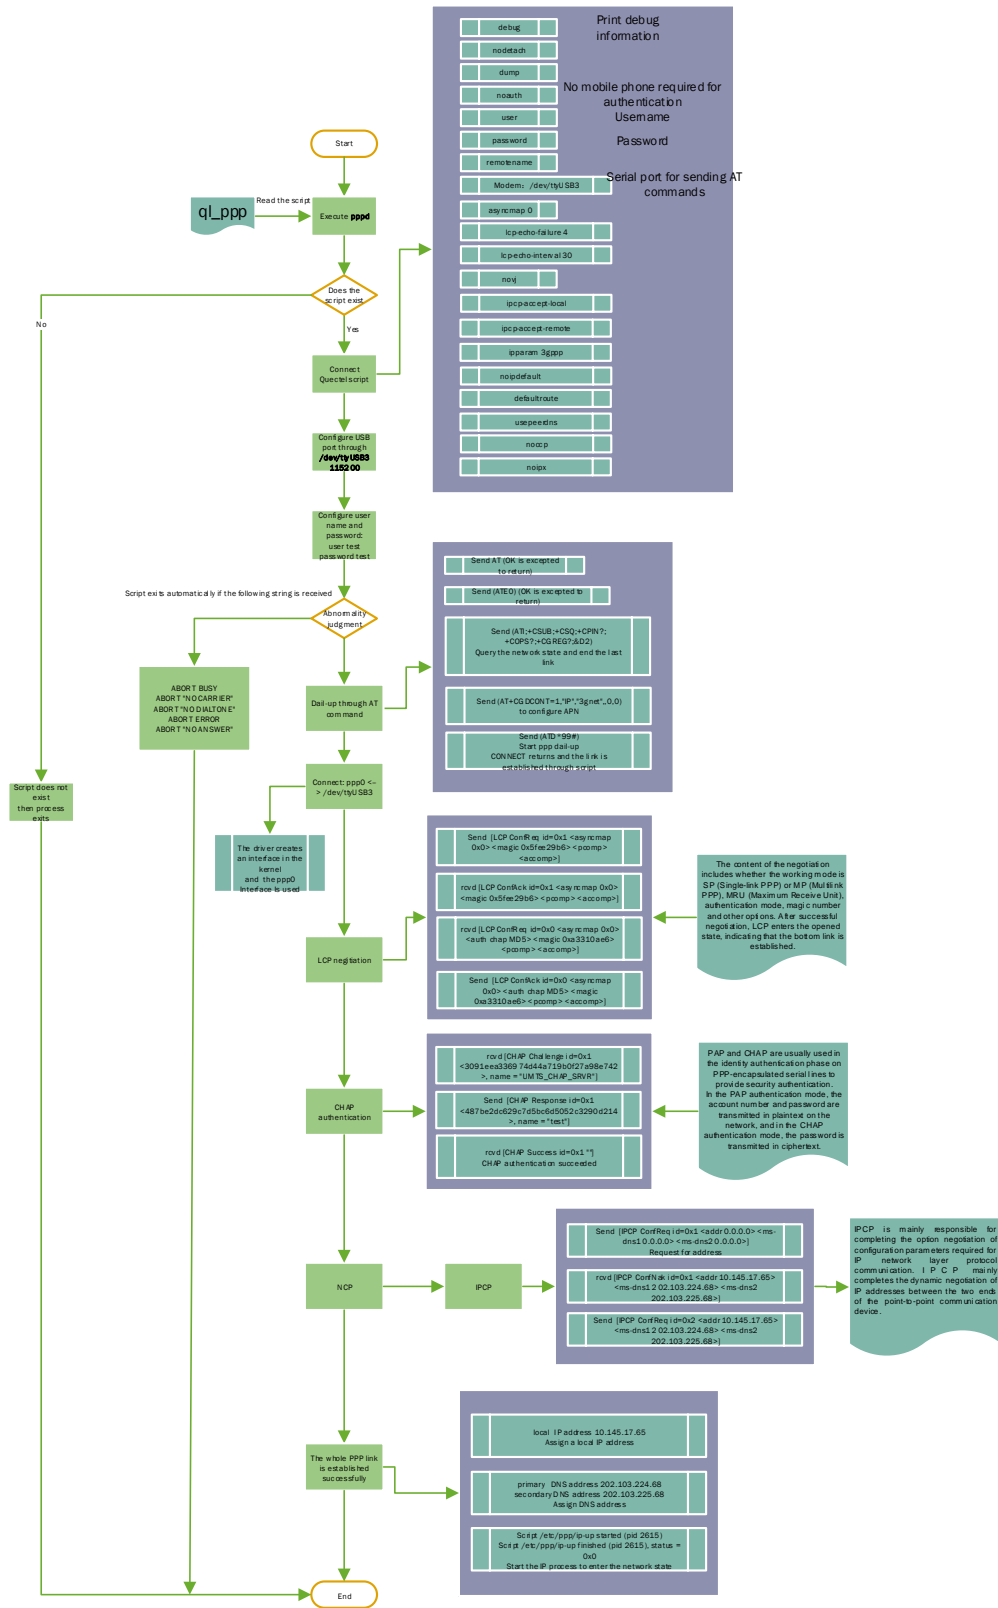 Print debug
information
debug
nodetach
dump
noauth
user
password
remotename
Modem: /dev/ttyUSB3
asyncmap 0
lcp-echo-failure 4
lcp-echo-interval 30
novj
ipcp-accept-local
ipcp-accept-remote
ipparam 3gppp
noipdefault
defaultroute
usepeerdns
noccp
noipx
No mobile phone required for
authentication
Username
Password
Serial port for sending AT
commands
Start
ql_ppp
Read the script
Execute pppd
Does the
script exist
No
Yes
Connect
Quectel script
Configure USB
port through
/dev/ttyUSB3
115200
Configure user
name and
password:
user test
password test
Script exits automatically if the following string is received
Abnormality
judgment
ABORT BUSY
ABORT "NO CARRIER"
ABORT "NO DIALTONE"
ABORT ERROR
ABORT "NO ANSWER"
Dail-up through AT
command
Send AT (OK is excepted
to return)
Send (ATE0) (OK is excepted to
return)
Send (ATI;+CSUB;+CSQ;+CPIN?;
+COPS?;+CGREG?;&D2)
Query the network state and end the last
link
Send (AT+CGDCONT=1,"IP","3gnet",,0,0)
to configure APN
Send (ATD*99#)
Start ppp dail-up
CONNECT returns and the link is
established through script
Connect: ppp0 <-
> /dev/ttyUSB3
Script does not
exist
then process
exits
The driver creates
an interface in the
kernel
and the ppp0
Interface Is used
LCP negitiation
Send [LCP ConfReq id=0x1 <asyncmap
0x0> <magic 0x5fee29b6> <pcomp>
<accomp>]
rcvd [LCP ConfAck id=0x1 <asyncmap 0x0>
<magic 0x5fee29b6> <pcomp> <accomp>]
rcvd [LCP ConfReq id=0x0 <asyncmap 0x0>
<auth chap MD5> <magic 0xa3310ae6>
<pcomp> <accomp>]
Send [LCP ConfAck id=0x0 <asyncmap
0x0> <auth chap MD5> <magic
0xa3310ae6> <pcomp> <accomp>]
The content of the negotiation
includes whether the working mode is
SP (Single-link PPP) or MP (Multilink
PPP), MRU (Maximum Receive Unit),
authentication mode, magic number
and other options. After successful
negotiation, LCP enters the opened
state, indicating that the bottom link is
established.
CHAP
authentication
rcvd [CHAP Challenge id=0x1
<3091eea336974d44a719b0f27a98e742
>, name = "UMTS_CHAP_SRVR"]
Send [CHAP Response id=0x1
<487be2dc629c7d5bc6d5052c3290d214
>, name = "test"]
rcvd [CHAP Success id=0x1 ""]
CHAP authentication succeeded
PAP and CHAP are usually used in
the identity authentication phase on
PPP-encapsulated serial lines to
provide security authentication.
In the PAP authentication mode, the
account number and password are
transmitted in plaintext on the
network, and in the CHAP
authentication mode, the password is
transmitted in ciphertext.
NCP
IPCP
Send [IPCP ConfReq id=0x1 <addr 0.0.0.0> <ms-
dns1 0.0.0.0> <ms-dns2 0.0.0.0>]
Request for address
rcvd [IPCP ConfNak id=0x1 <addr 10.145.17.65>
<ms-dns1 202.103.224.68> <ms-dns2
202.103.225.68>]
Send [IPCP ConfReq id=0x2 <addr 10.145.17.65>
<ms-dns1 202.103.224.68> <ms-dns2
202.103.225.68>]
IPCP is mainly responsible for
completing the option negotiation of
configuration parameters required for
IP network layer protocol
communication. I P C P mainly
completes the dynamic negotiation of
IP addresses between the two ends
of the point-to-point communication
device.
The whole PPP link
is established
successfully
local IP address 10.145.17.65
Assign a local IP address
primary DNS address 202.103.224.68
secondary DNS address 202.103.225.68
Assign DNS address
Script /etc/ppp/ip-up started (pid 2615)
Script /etc/ppp/ip-up finished (pid 2615), status =
0x0
Start the IP process to enter the network state
End